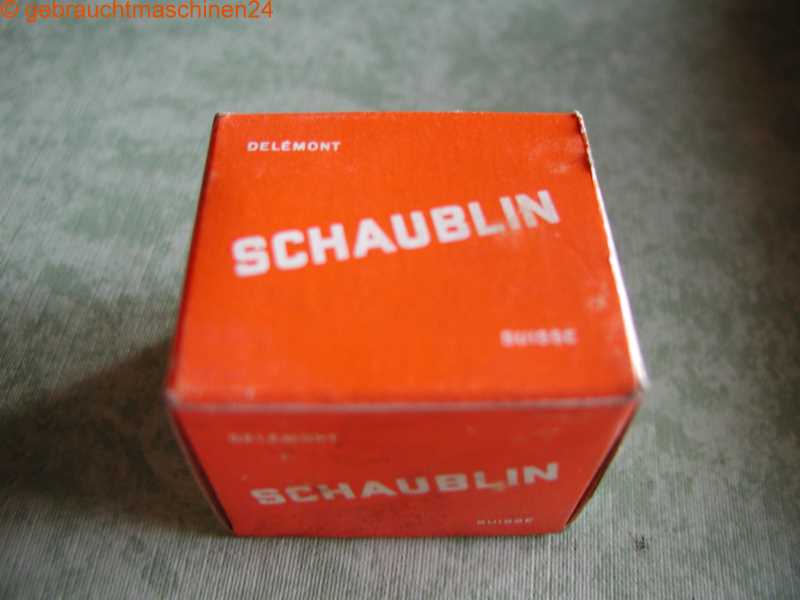 © gebrauchtmaschinen24
DELÉMONT
SCHAUBLIN
SUISSE
DELÉMONT
SCHAUBLIN
SUISSE